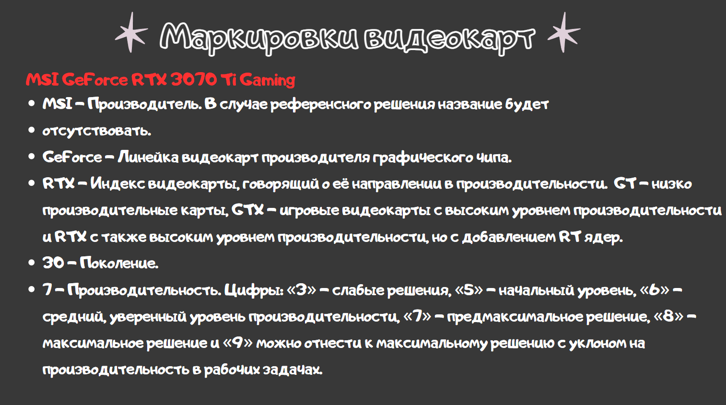 Маркировки видеокарт
MSI GeForce RTX 3070 Ti Gaming
• MSI – Производитель. В случае референсного решения название будет
• отсутствовать.
• GeForce – Линейка видеокарт производителя графического чипа.
• RTX – Индекс видеокарты, говорящий о её направлении в производительности. GT – низко
производительные карты, GTX – игровые видеокарты с высоким уровнем производительности
и RTX с также высоким уровнем производительности, но с добавлением RT ядер.
• 30 – Поколение.
• 7 – Производительность. Цифры: «3» – слабые решения, «5» – начальный уровень, «6» –
средний, уверенный уровень производительности, «7» – предмаксимальное решение, «8» –
максимальное решение и «9» можно отнести к максимальному решению с уклоном на
производительность в рабочих задачах.